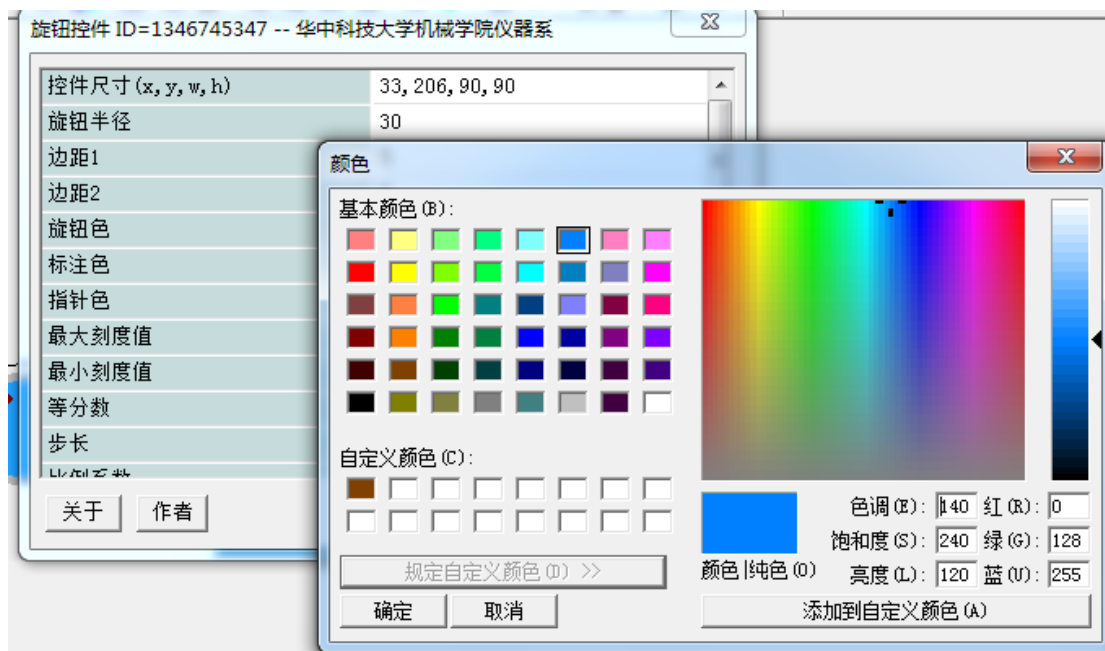 旋钮控件 ID=1346745347 -- 华中科技大学机械学院仪器系
控件尺寸(x,y,w,h) 33,206,90,90
旋钮半径 30
边距1
边距2
旋钮色
标注色
指针色
最大刻度值
最小刻度值
等分数
步长
比例系数
关于 作者
颜色
基本颜色(B):
自定义颜色(C):
规定自定义颜色(D) >>
确定 取消
颜色|纯色(O)
色调(E): 140 红(R): 0
饱和度(S): 240 绿(G): 128
亮度(L): 120 蓝(U): 255
添加到自定义颜色(A)